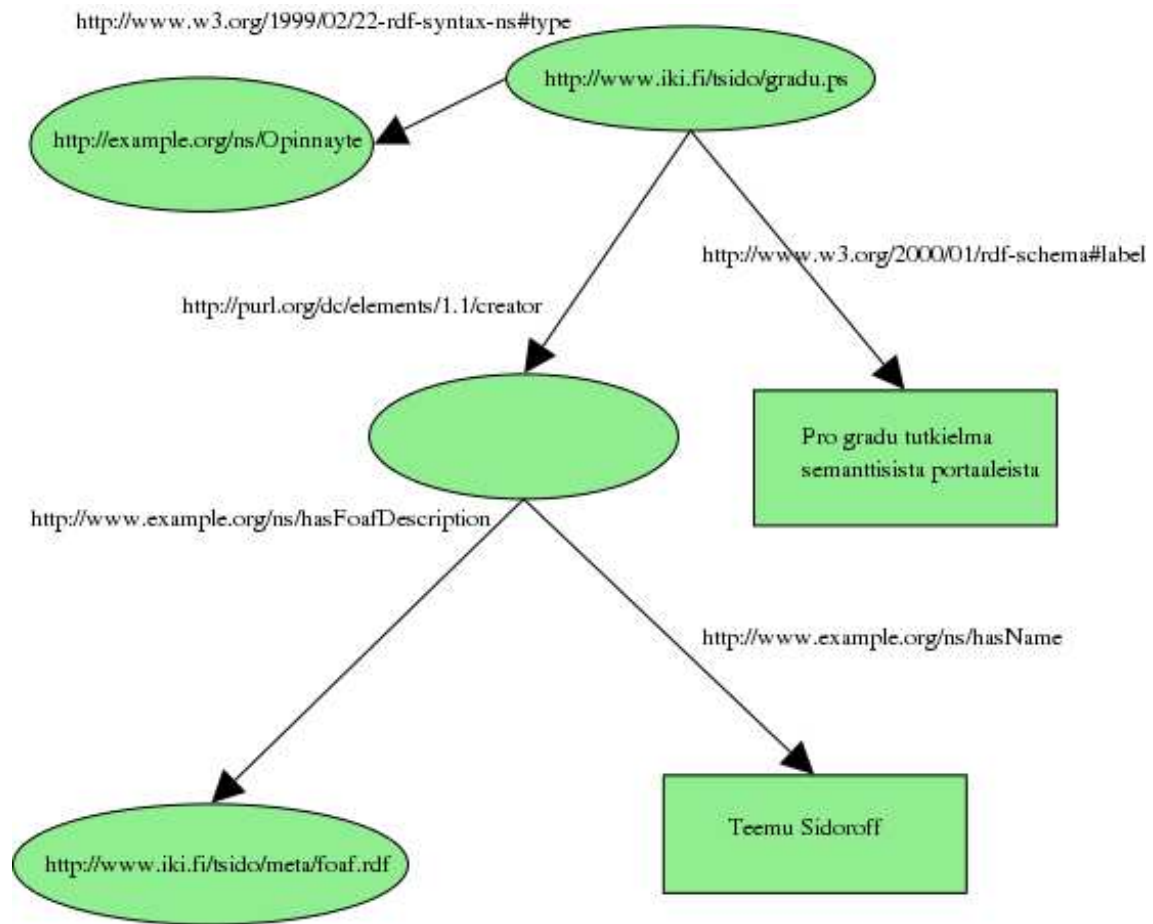 http://www.w3.org/1999/02/22-rdf-syntax-ns#type
http://www.iki.fi/tsido/gradu.ps
http://example.org/ns/Opinnayte
http://www.w3.org/2000/01/rdf-schema#label
http://purl.org/dc/elements/1.1/creator
Pro gradu tutkielma
semanttisista portaaleista
http://www.example.org/ns/hasFoafDescription
http://www.example.org/ns/hasName
Teemu Sidoroff
http://www.iki.fi/tsido/meta/foaf.rdf